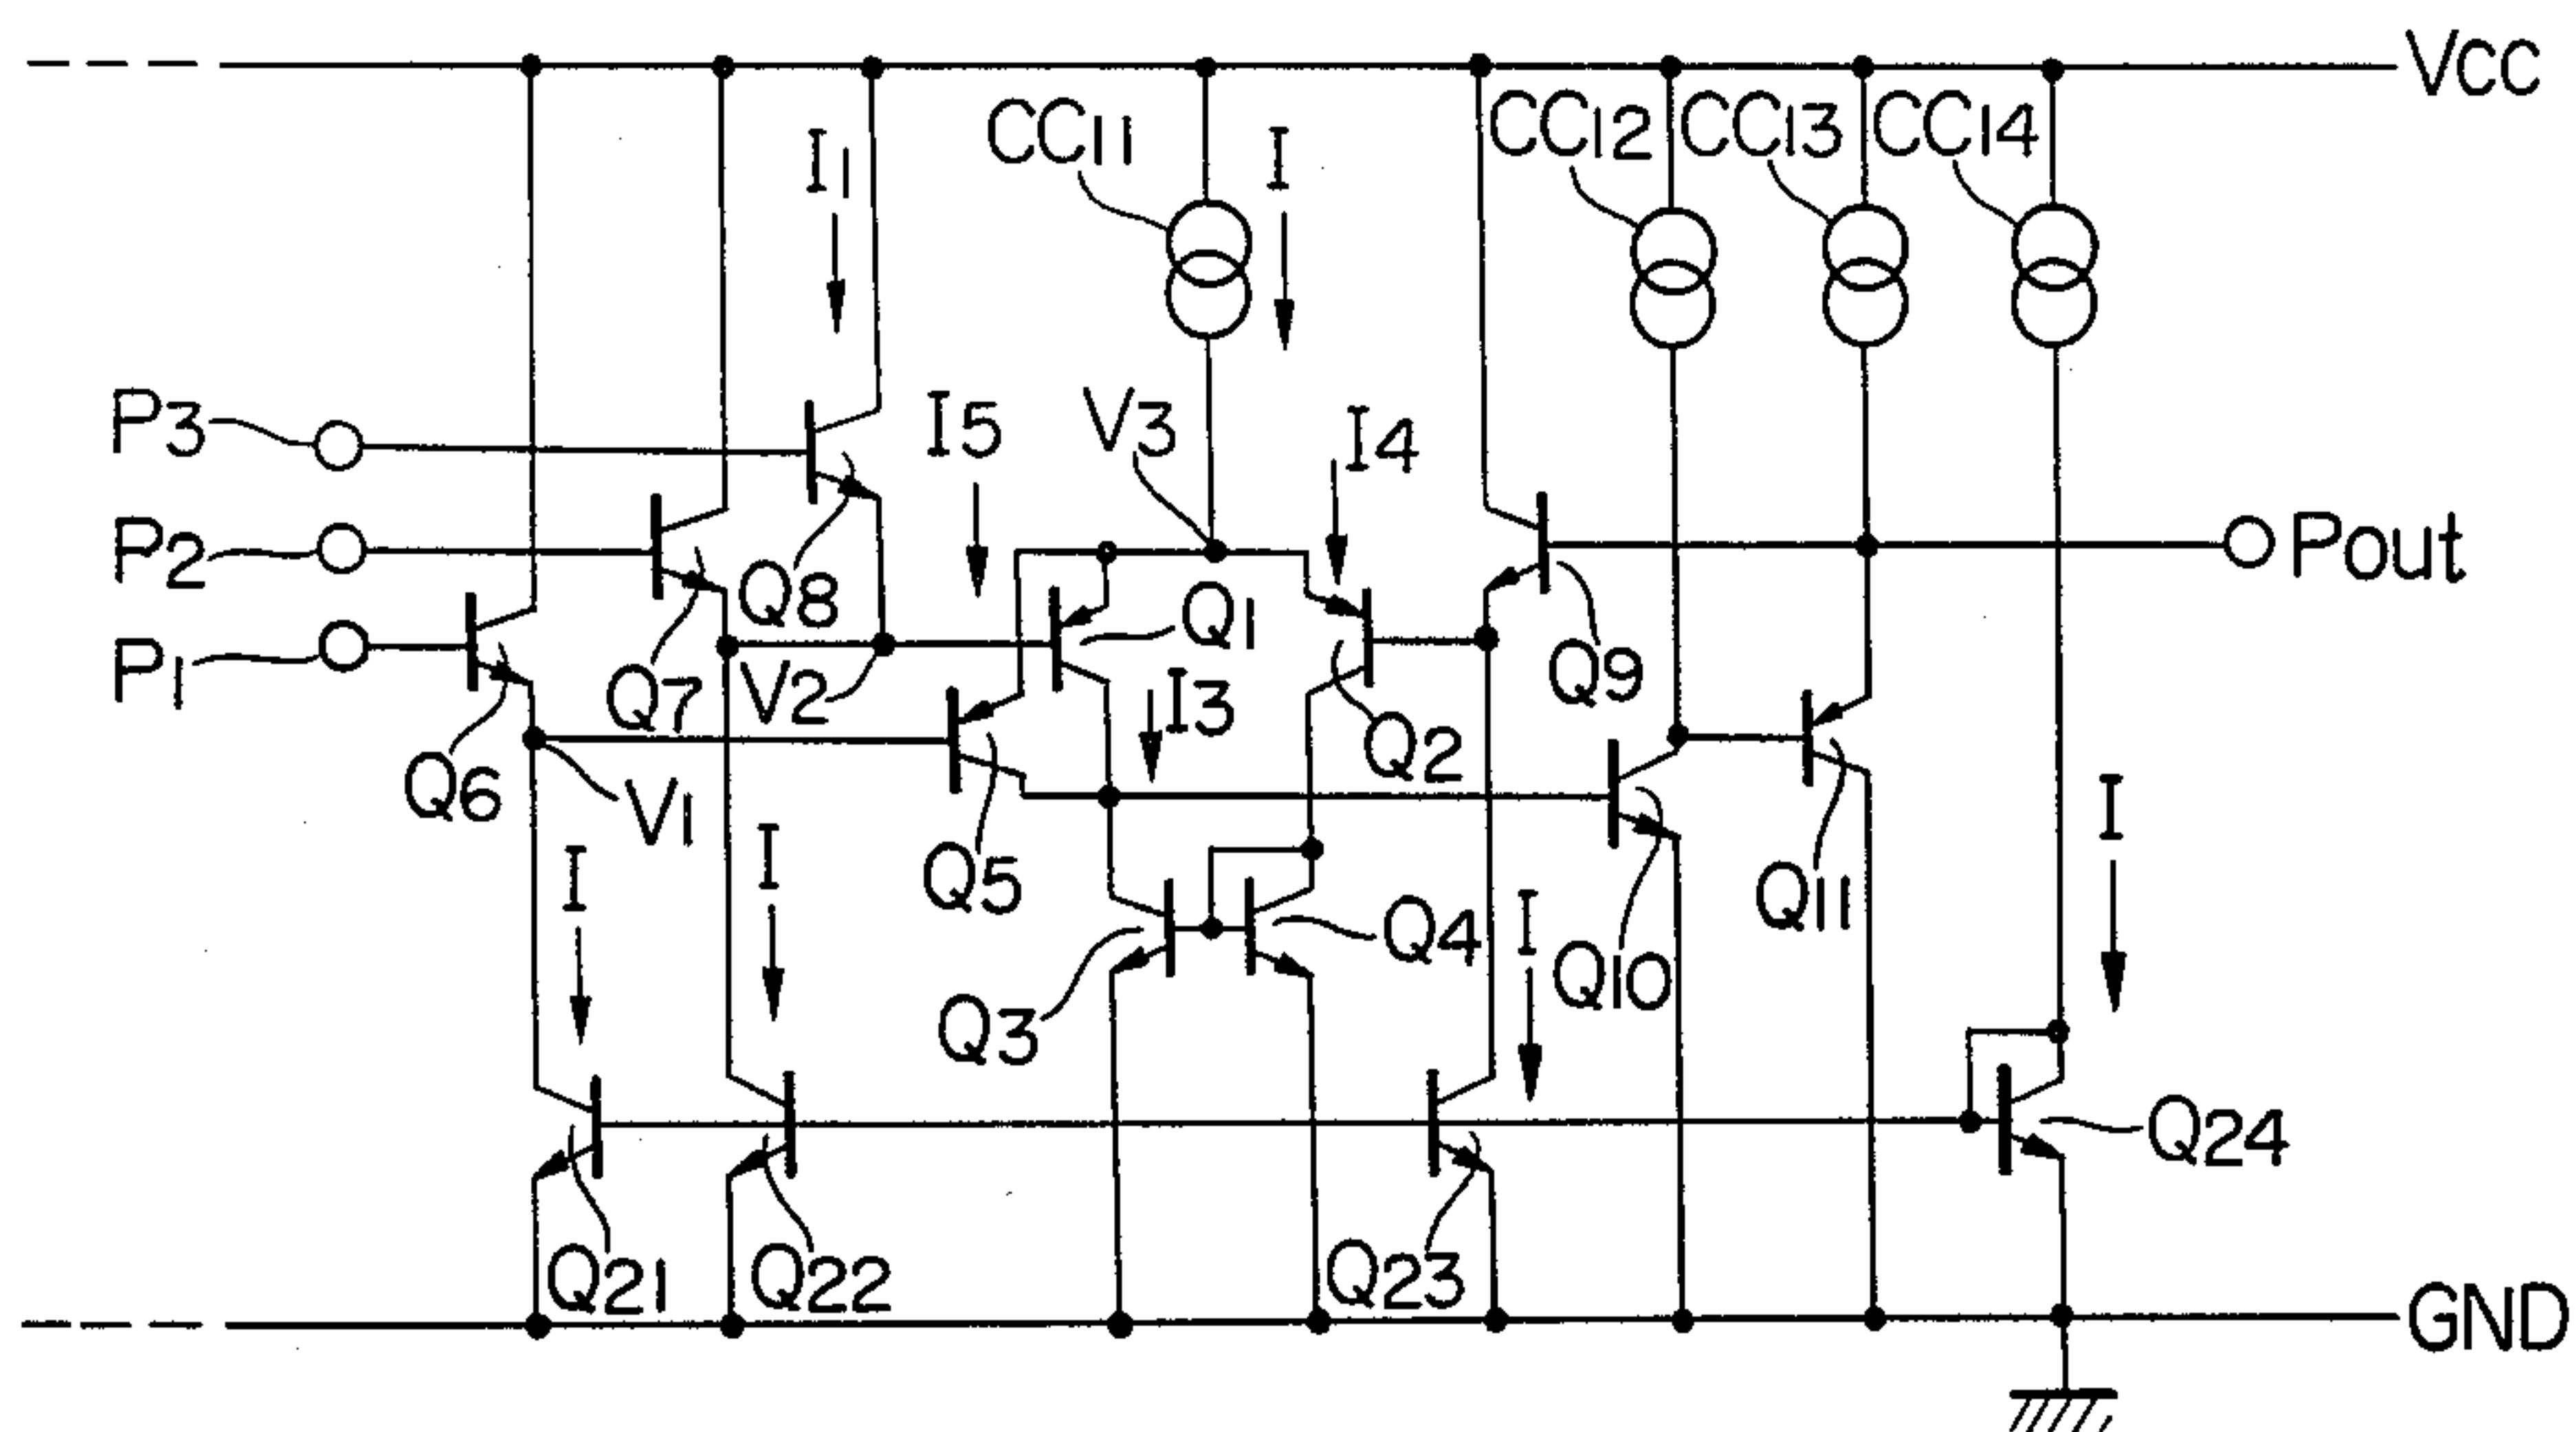 VCC
CC11
I
CC12
CC13
CC14
I1
P3
I5
V3
I4
P2
Q8
Q1
Pout
P1
Q7
V2
I3
Q9
Q6
V1
Q2
Q5
I
I
I
Q11
Q4
I
Q10
Q3
Q24
Q21
Q22
Q23
GND